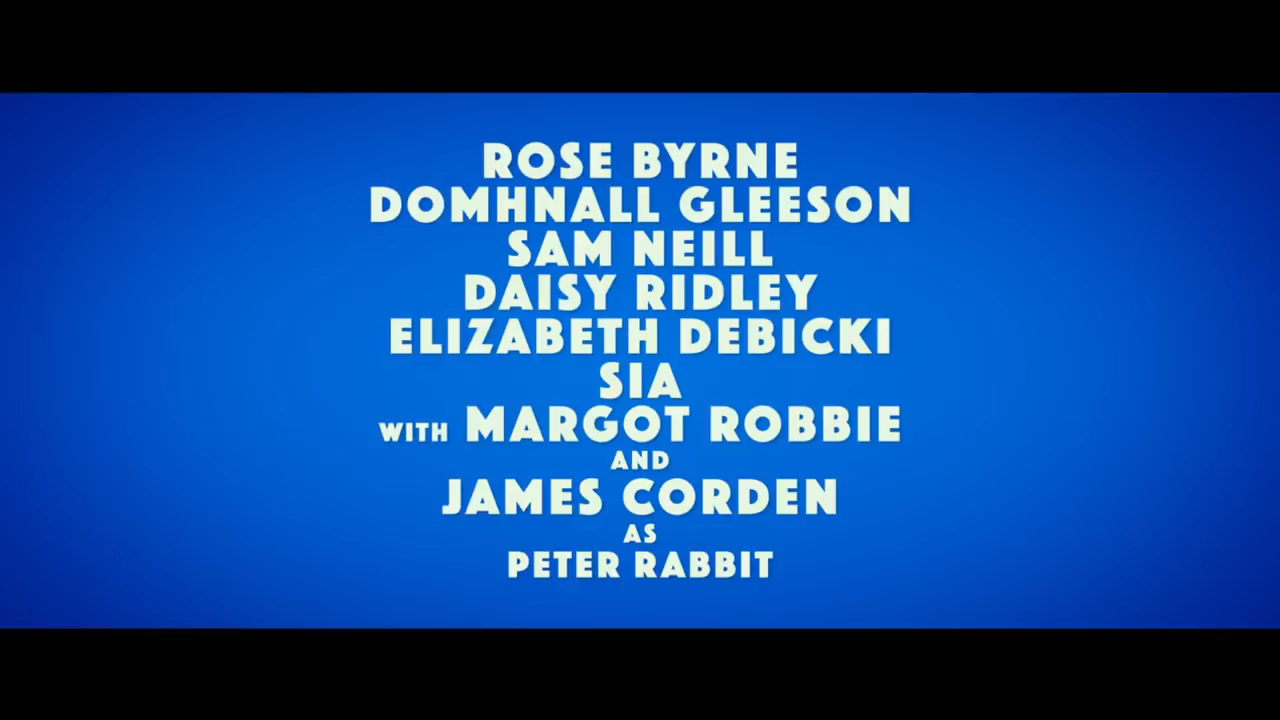 ROSE BYRNE
DOMHNALL GLEESON
SAM NEILL
DAISY RIDLEY
ELIZABETH DEBICKI
SIA
WITH MARGOT ROBBIE
AND
JAMES CORDEN
AS
PETER RABBIT